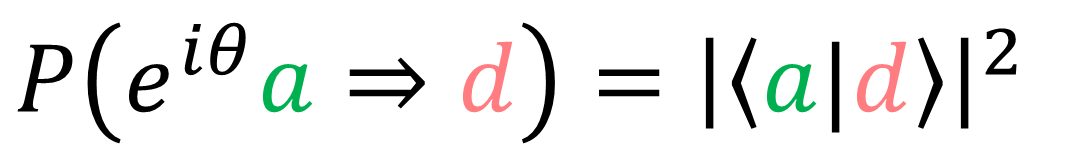 P(e^{iθ}a ⇒ d) = |⟨a|d⟩|²